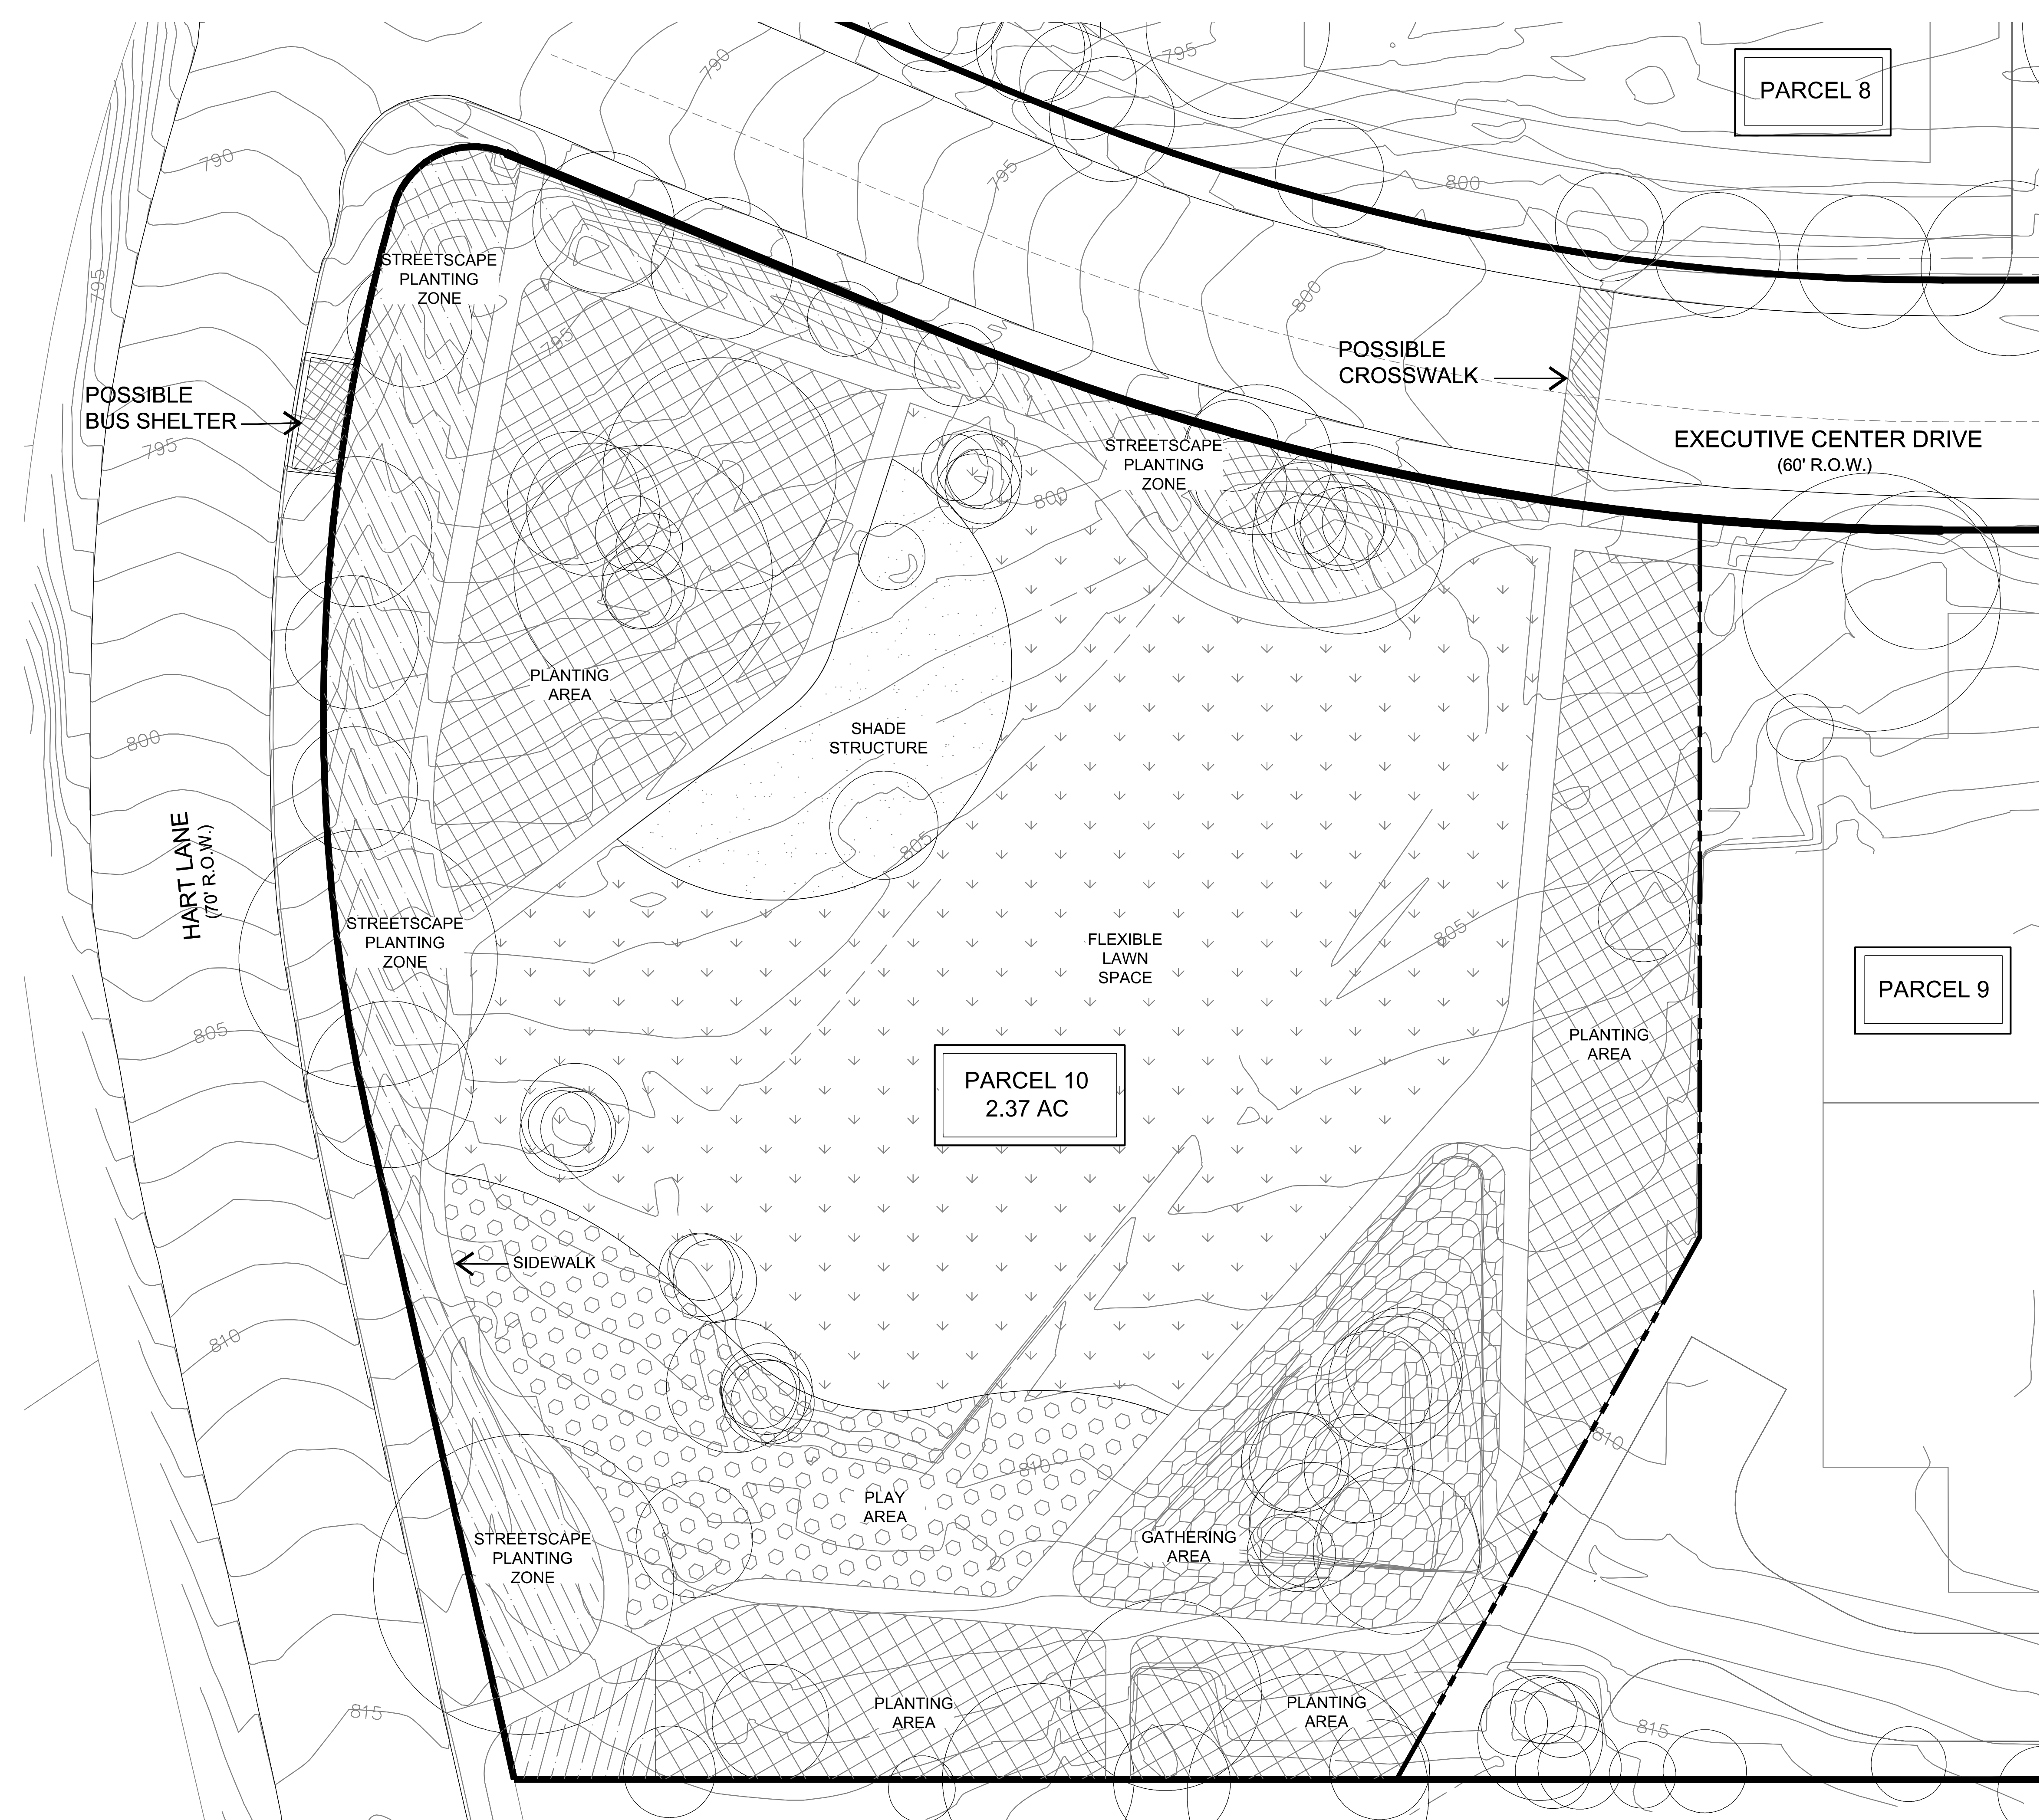 790
795
PARCEL 8
790
795
800
795
STREETSCAPE
PLANTING
ZONE
800
795
POSSIBLE
CROSSWALK
POSSIBLE
BUS SHELTER
795
EXECUTIVE CENTER DRIVE
(60' R.O.W.)
STREETSCAPE
PLANTING
ZONE
800
PLANTING
AREA
SHADE
STRUCTURE
800
805
HART LANE
(70' R.O.W.)
STREETSCAPE
PLANTING
ZONE
FLEXIBLE
LAWN
SPACE
805
PARCEL 9
805
PLANTING
AREA
PARCEL 10
2.37 AC
SIDEWALK
810
810
810
PLAY
AREA
GATHERING
AREA
STREETSCAPE
PLANTING
ZONE
PLANTING
AREA
PLANTING
AREA
815
815